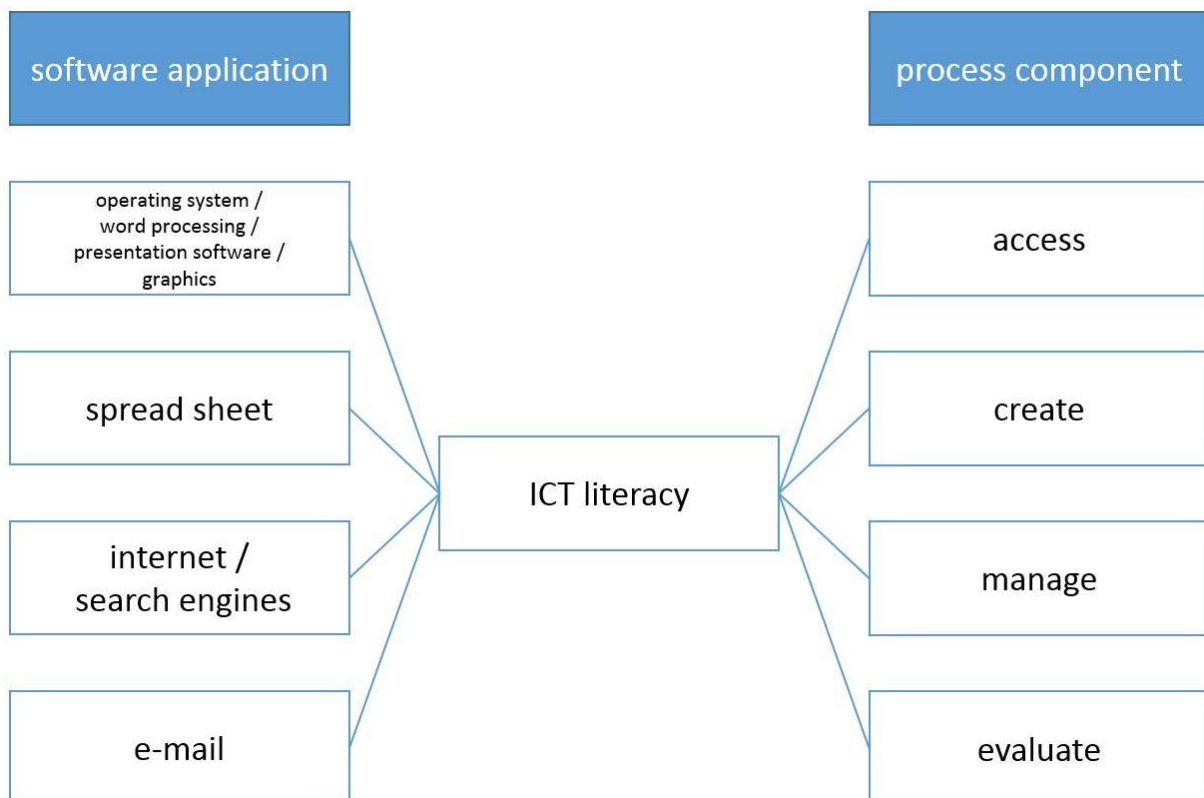 software application
process component
operating system /
word processing /
presentation software /
graphics
access
spread sheet
create
ICT literacy
internet /
search engines
manage
e-mail
evaluate